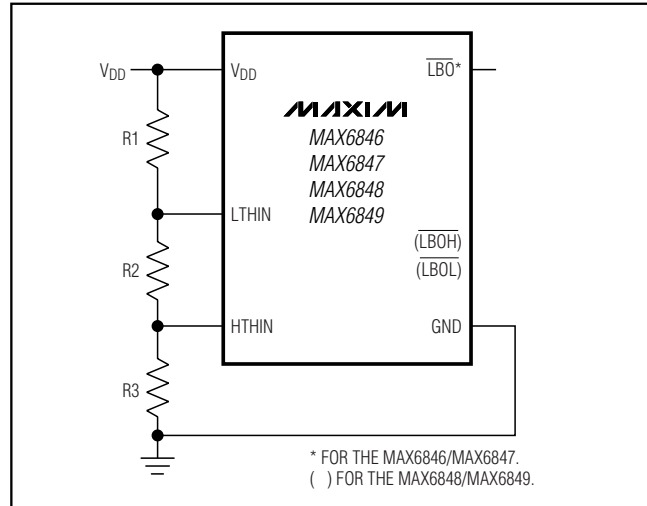 VDD
VDD
LBO*
MAXIM
MAX6846
MAX6847
MAX6848
MAX6849
R1
LTHIN
(LBOH)
(LBOL)
R2
HTHIN
GND
R3
* FOR THE MAX6846/MAX6847.
( ) FOR THE MAX6848/MAX6849.